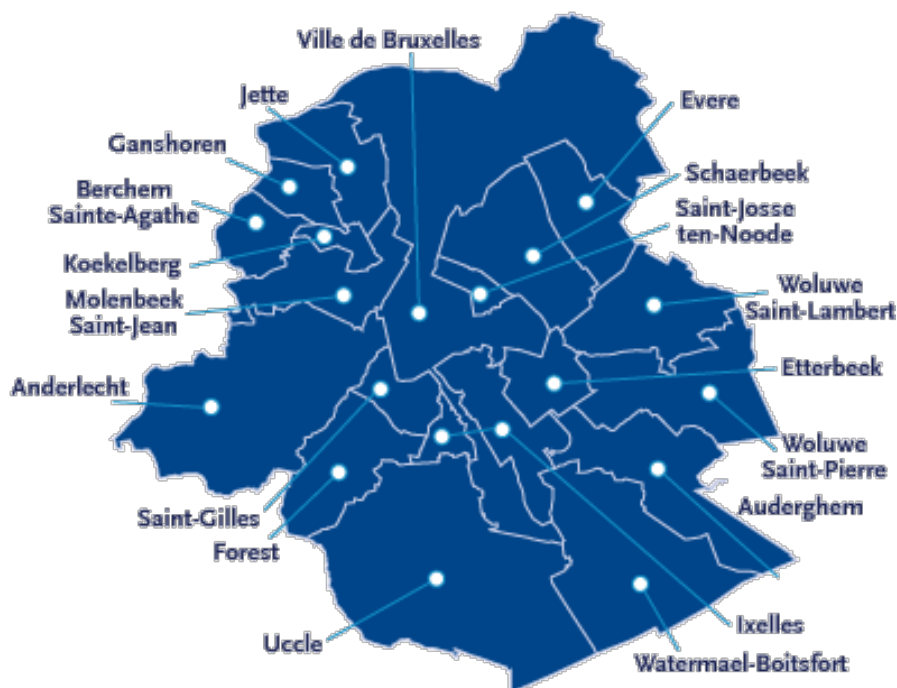 Ville de Bruxelles
Jette
Evere
Ganshoren
Schaerbeek
Berchem
Sainte-Agathe
Saint-Josse
ten-Noode
Koekelberg
Molenbeek
Saint-Jean
Woluwe
Saint-Lambert
Etterbeek
Anderlecht
Woluwe
Saint-Pierre
Auderghem
Saint-Gilles
Forest
Ixelles
Uccle
Watermael-Boitsfort